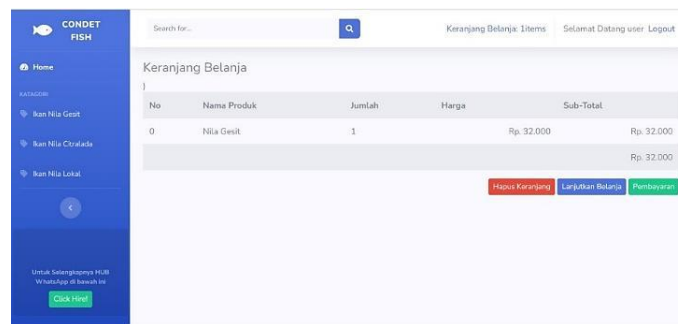 CONDET
FISH
Search for...
Keranjang Belanja: 1items
Selamat Datang user Logout
Home
KATAGORI
Ikan Nila Gesit
Ikan Nila Citralada
Ikan Nila Lokal
Untuk Selangkapnya HUB
WhatsApp di bawah ini
Click Hire!
Keranjang Belanja
}
No Nama Produk Jumlah Harga Sub-Total
0 Nila Gesit 1 Rp. 32.000 Rp. 32.000
Rp. 32.000
Hapus Keranjang Lanjutkan Belanja Pembayaran